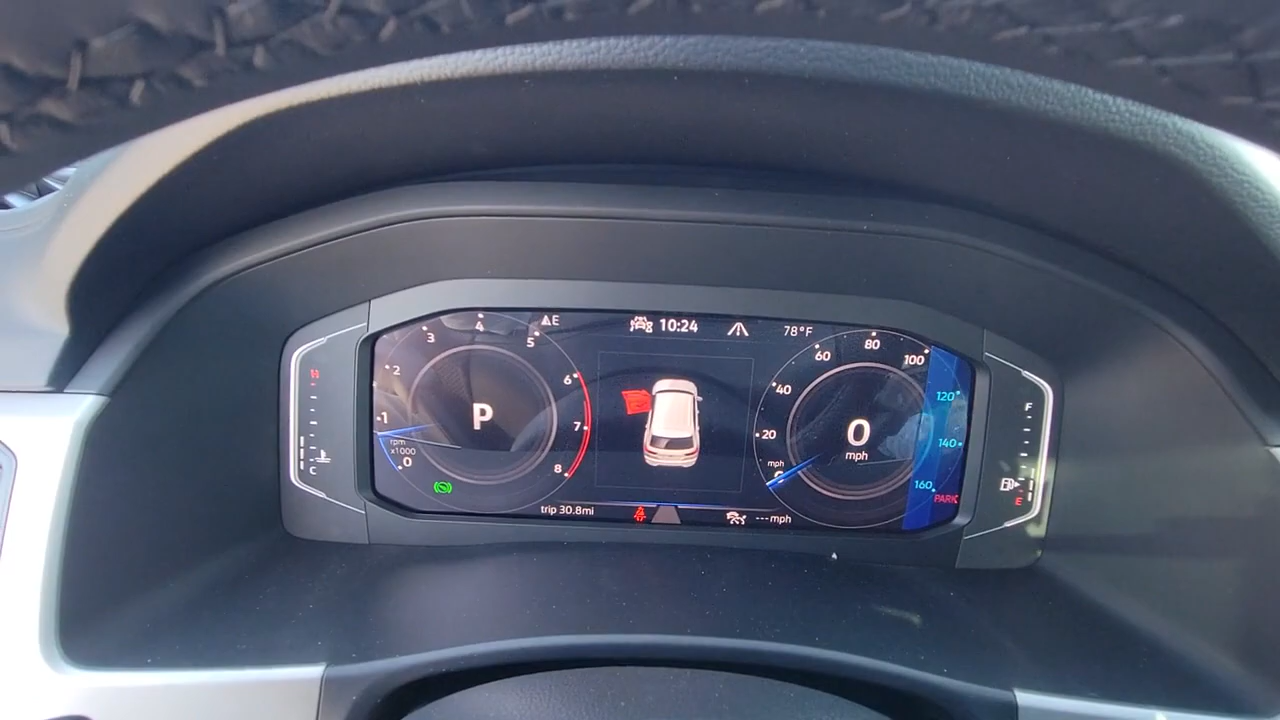 E 10:24 78°F
0 1 2 3 4 5 6 7 8
rpm
x1000
P
20 40 60 80 100 120 140 160
mph
0
mph
PARK
trip 30.8mi
--- mph
H
C
F
E